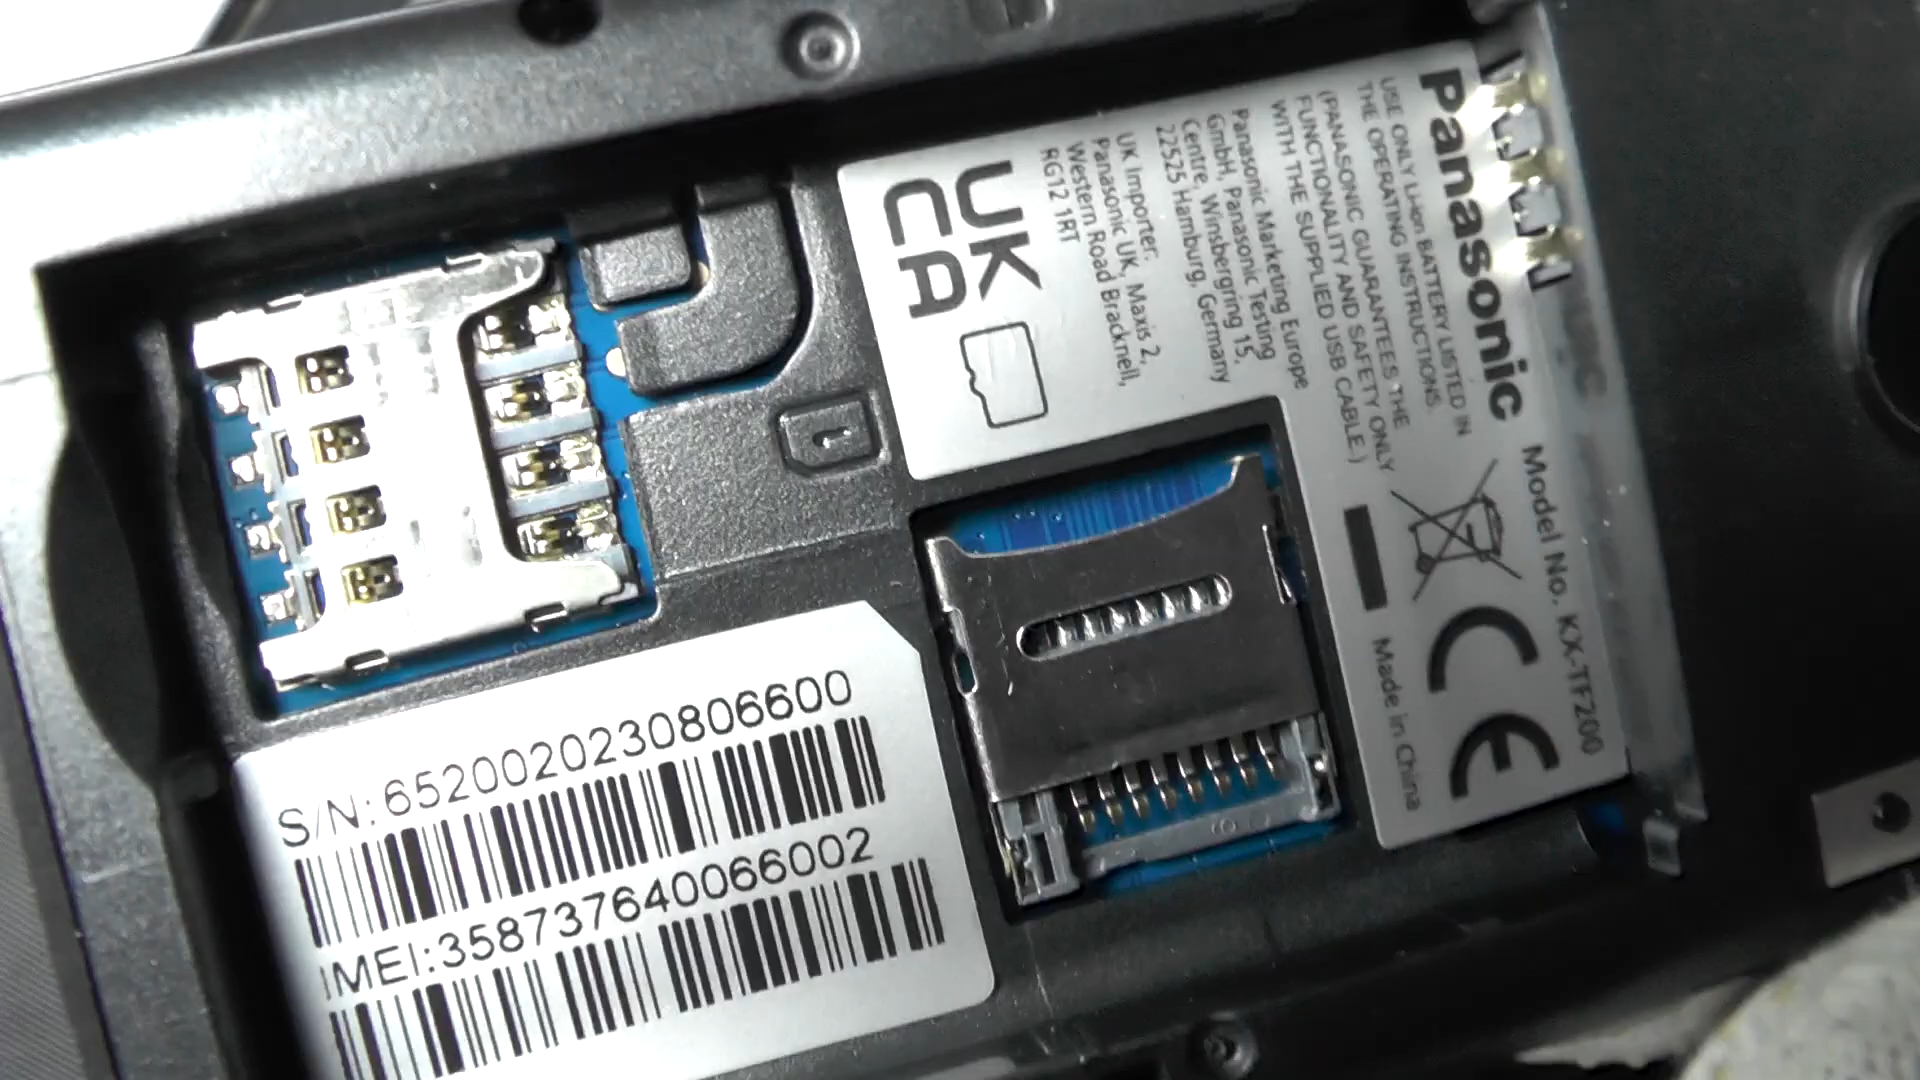 Panasonic Model No. KX-TF200
USE ONLY Li-ion BATTERY LISTED IN
THE OPERATING INSTRUCTIONS.
(PANASONIC GUARANTEES THE
FUNCTIONALITY AND SAFETY ONLY
WITH THE SUPPLIED USB CABLE.)
Panasonic Marketing Europe
GmbH, Panasonic Testing
Centre, Winsbergring 15,
22525 Hamburg, Germany
UK Importer:
Panasonic UK, Maxis 2,
Western Road Bracknell,
RG12 1RT
UK
CA
CE
Made in China
S/N: 6520020230806600
IMEI:358737640066002